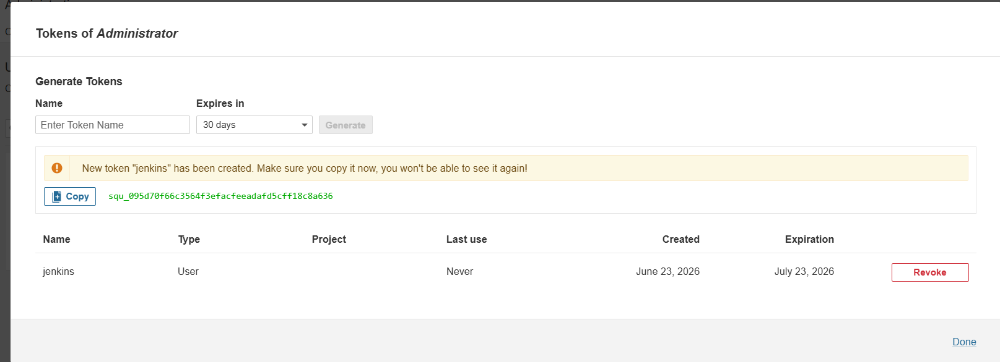 Tokens of Administrator
Generate Tokens
Name Expires in
Enter Token Name 30 days Generate
New token "jenkins" has been created. Make sure you copy it now, you won't be able to see it again!
Copy squ_095d70f66c3564f3efacfeeadafd5cff18c8a636
Name Type Project Last use Created Expiration
jenkins User Never June 23, 2026 July 23, 2026 Revoke
Done